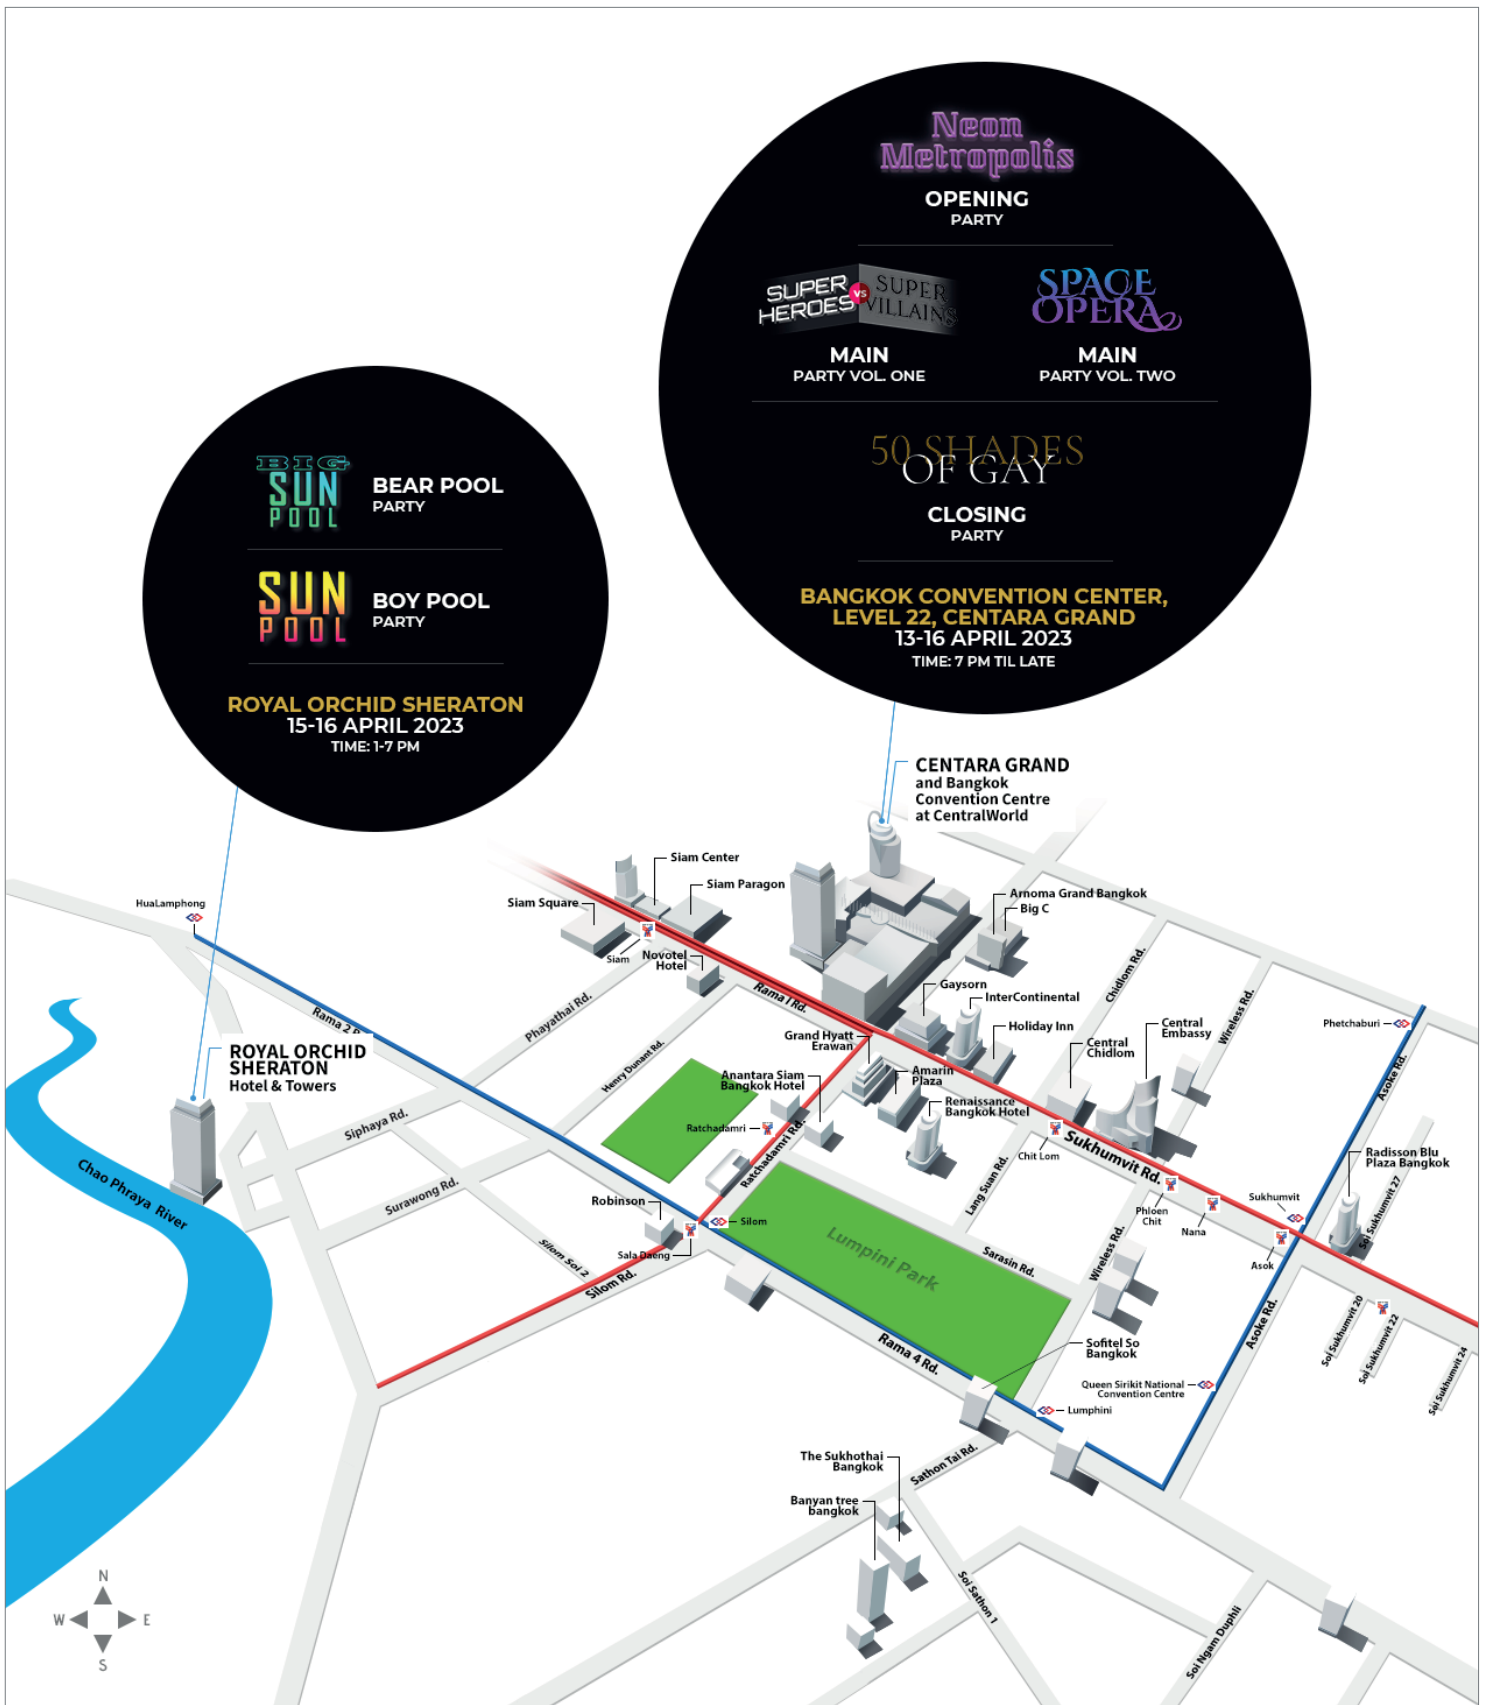 Neon
Metropolis
OPENING
PARTY
SUPER
HEROES
VS
SUPER
VILLAINS
MAIN
PARTY VOL. ONE
SPACE
OPERA
MAIN
PARTY VOL. TWO
50 SHADES
OF GAY
CLOSING
PARTY
BANGKOK CONVENTION CENTER,
LEVEL 22, CENTARA GRAND
13-16 APRIL 2023
TIME: 7 PM TIL LATE
BIG
SUN
POOL
BEAR POOL
PARTY
SUN
POOL
BOY POOL
PARTY
ROYAL ORCHID SHERATON
15-16 APRIL 2023
TIME: 1-7 PM
CENTARA GRAND
and Bangkok
Convention Centre
at CentralWorld
Siam Center
Siam Paragon
Siam Square
Siam
Novotel
Hotel
HuaLamphong
Arnoma Grand Bangkok
Big C
Gaysorn
InterContinental
Holiday Inn
Rama I Rd.
Chidlom Rd.
Wireless Rd.
Phetchaburi
Asoke Rd.
Rama 2
Phayathai Rd.
Henry Dunant Rd.
Grand Hyatt
Erawan
Central
Embassy
Central
Chidlom
Amarin
Plaza
Renaissance
Bangkok Hotel
Anantara Siam
Bangkok Hotel
Ratchadamri
Ratchadamri Rd.
ROYAL ORCHID
SHERATON
Hotel & Towers
Siphaya Rd.
Surawong Rd.
Chao Phraya River
Chit Lom
Sukhumvit Rd.
Phloen
Chit
Nana
Sukhumvit
Asok
Radisson Blu
Plaza Bangkok
Soi Sukhumvit 27
Lang Suan Rd.
Robinson
Silom
Sala Daeng
Silom Soi 2
Silom Rd.
Lumpini Park
Sarasin Rd.
Wireless Rd.
Asoke Rd.
Soi Sukhumvit 20
Soi Sukhumvit 22
Soi Sukhumvit 24
Rama 4 Rd.
Sofitel So
Bangkok
Queen Sirikit National
Convention Centre
Lumphini
Sathon Tai Rd.
The Sukhothai
Bangkok
Banyan tree
bangkok
Soi Sathon 1
Soi Ngam Duphli
N
W
E
S